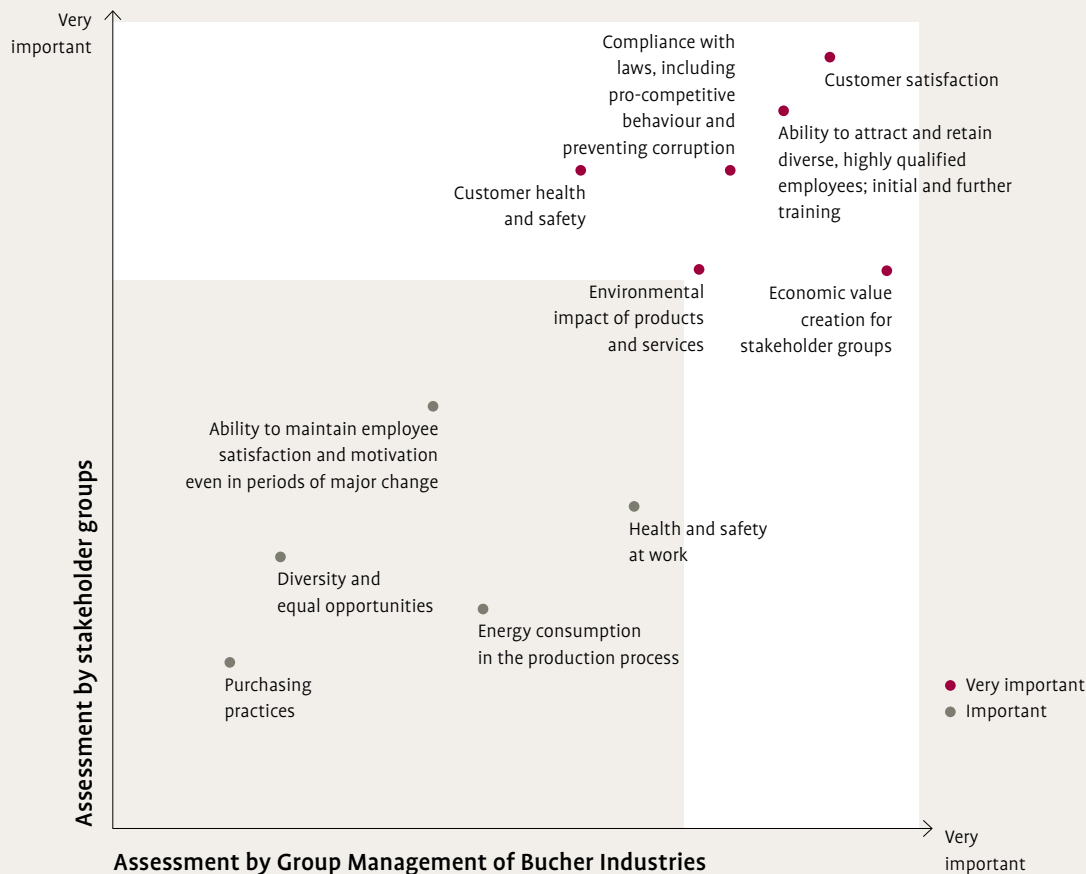 Very
important
Compliance with
laws, including
pro-competitive
behaviour and
preventing corruption
Customer satisfaction
Ability to attract and retain
diverse, highly qualified
employees; initial and further
training
Customer health
and safety
Environmental
impact of products
and services
Economic value
creation for
stakeholder groups
Ability to maintain employee
satisfaction and motivation
even in periods of major change
Health and safety
at work
Diversity and
equal opportunities
Energy consumption
in the production process
Purchasing
practices
Very important
Important
Assessment by stakeholder groups
Very
important
Assessment by Group Management of Bucher Industries